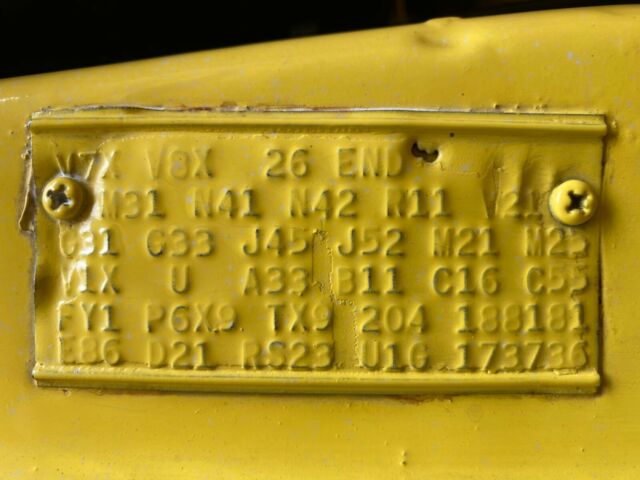 V7X V8X 26 END
M31 N41 N42 R11 V21
G31 G33 J45 J52 M21 M25
V1X U A33 B11 C16 C55
FY1 P6X9 TX9 204 188181
E86 D21 RS23 U1G 173736